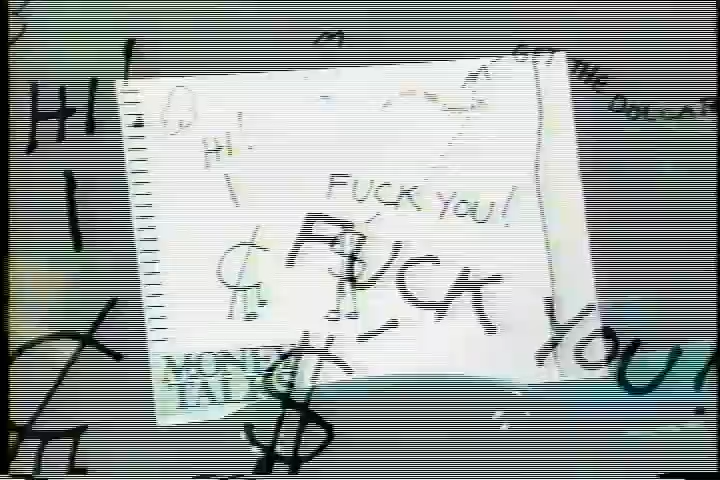 GET THE DOLLAR
HI!
HI!
FUCK YOU!
FUCK YOU!
¢
$
¢
$
MONEY
TALKS